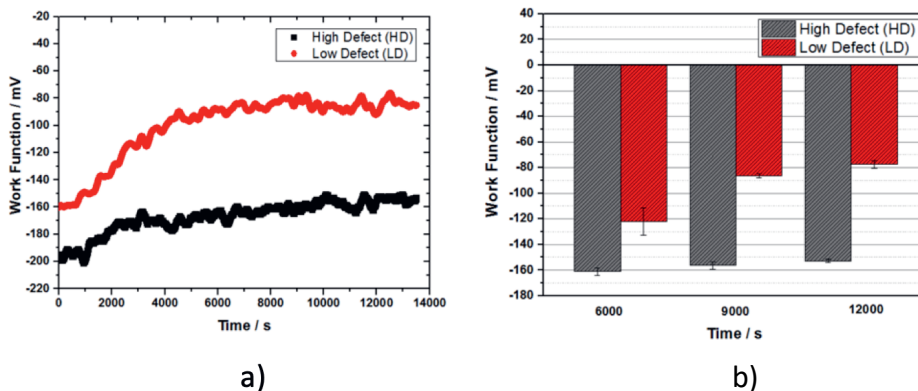 -20
-40
-60
-80
-100
-120
-140
-160
-180
-200
-220
Work Function / mV
High Defect (HD)
Low Defect (LD)
0 2000 4000 6000 8000 10000 12000 14000
Time / s
a)
40
20
0
-20
-40
-60
-80
-100
-120
-140
-160
-180
Work Function / mV
High Defect (HD)
Low Defect (LD)
6000 9000 12000
Time / s
b)